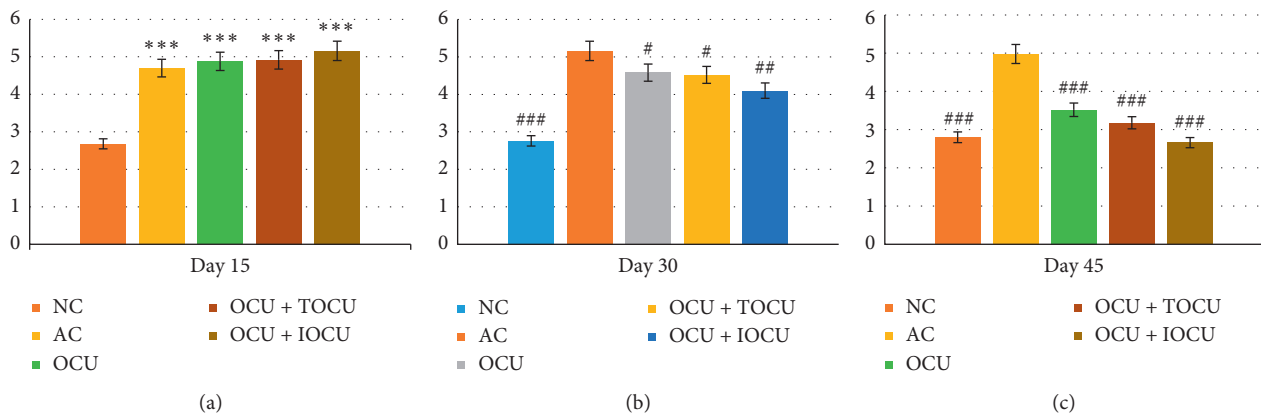 6
5
4
3
2
1
0
***
***
***
***
Day 15
NC
AC
OCU
OCU + TOCU
OCU + IOCU
(a)
6
5
4
3
2
1
0
###
#
#
##
Day 30
NC
AC
OCU
OCU + TOCU
OCU + IOCU
(b)
6
5
4
3
2
1
0
###
###
###
###
Day 45
NC
AC
OCU
OCU + TOCU
OCU + IOCU
(c)